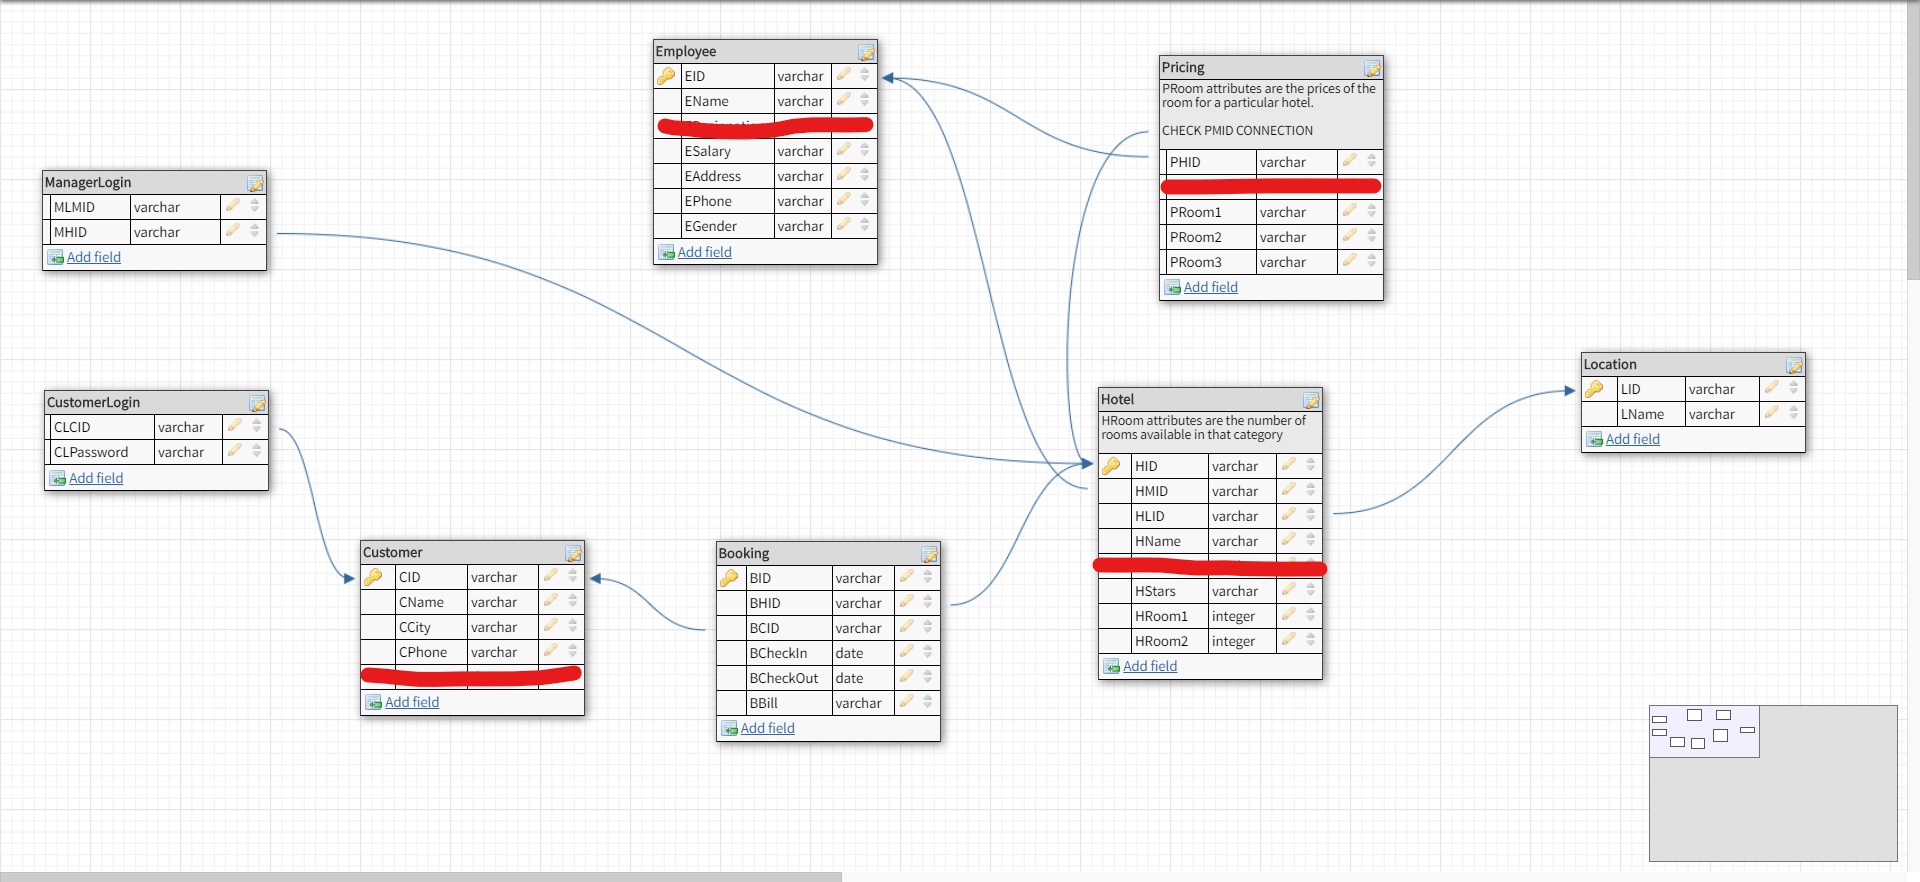 Employee
EID varchar
EName varchar
ESalary varchar
EAddress varchar
EPhone varchar
EGender varchar
Add field
Pricing
PRoom attributes are the prices of the
room for a particular hotel.
CHECK PMID CONNECTION
PHID varchar
PRoom1 varchar
PRoom2 varchar
PRoom3 varchar
Add field
ManagerLogin
MLMID varchar
MHID varchar
Add field
CustomerLogin
CLCID varchar
CLPassword varchar
Add field
Hotel
HRoom attributes are the number of
rooms available in that category
HID varchar
HMID varchar
HLID varchar
HName varchar
HStars varchar
HRoom1 integer
HRoom2 integer
Add field
Location
LID varchar
LName varchar
Add field
Customer
CID varchar
CName varchar
CCity varchar
CPhone varchar
Add field
Booking
BID varchar
BHID varchar
BCID varchar
BCheckIn date
BCheckOut date
BBill varchar
Add field